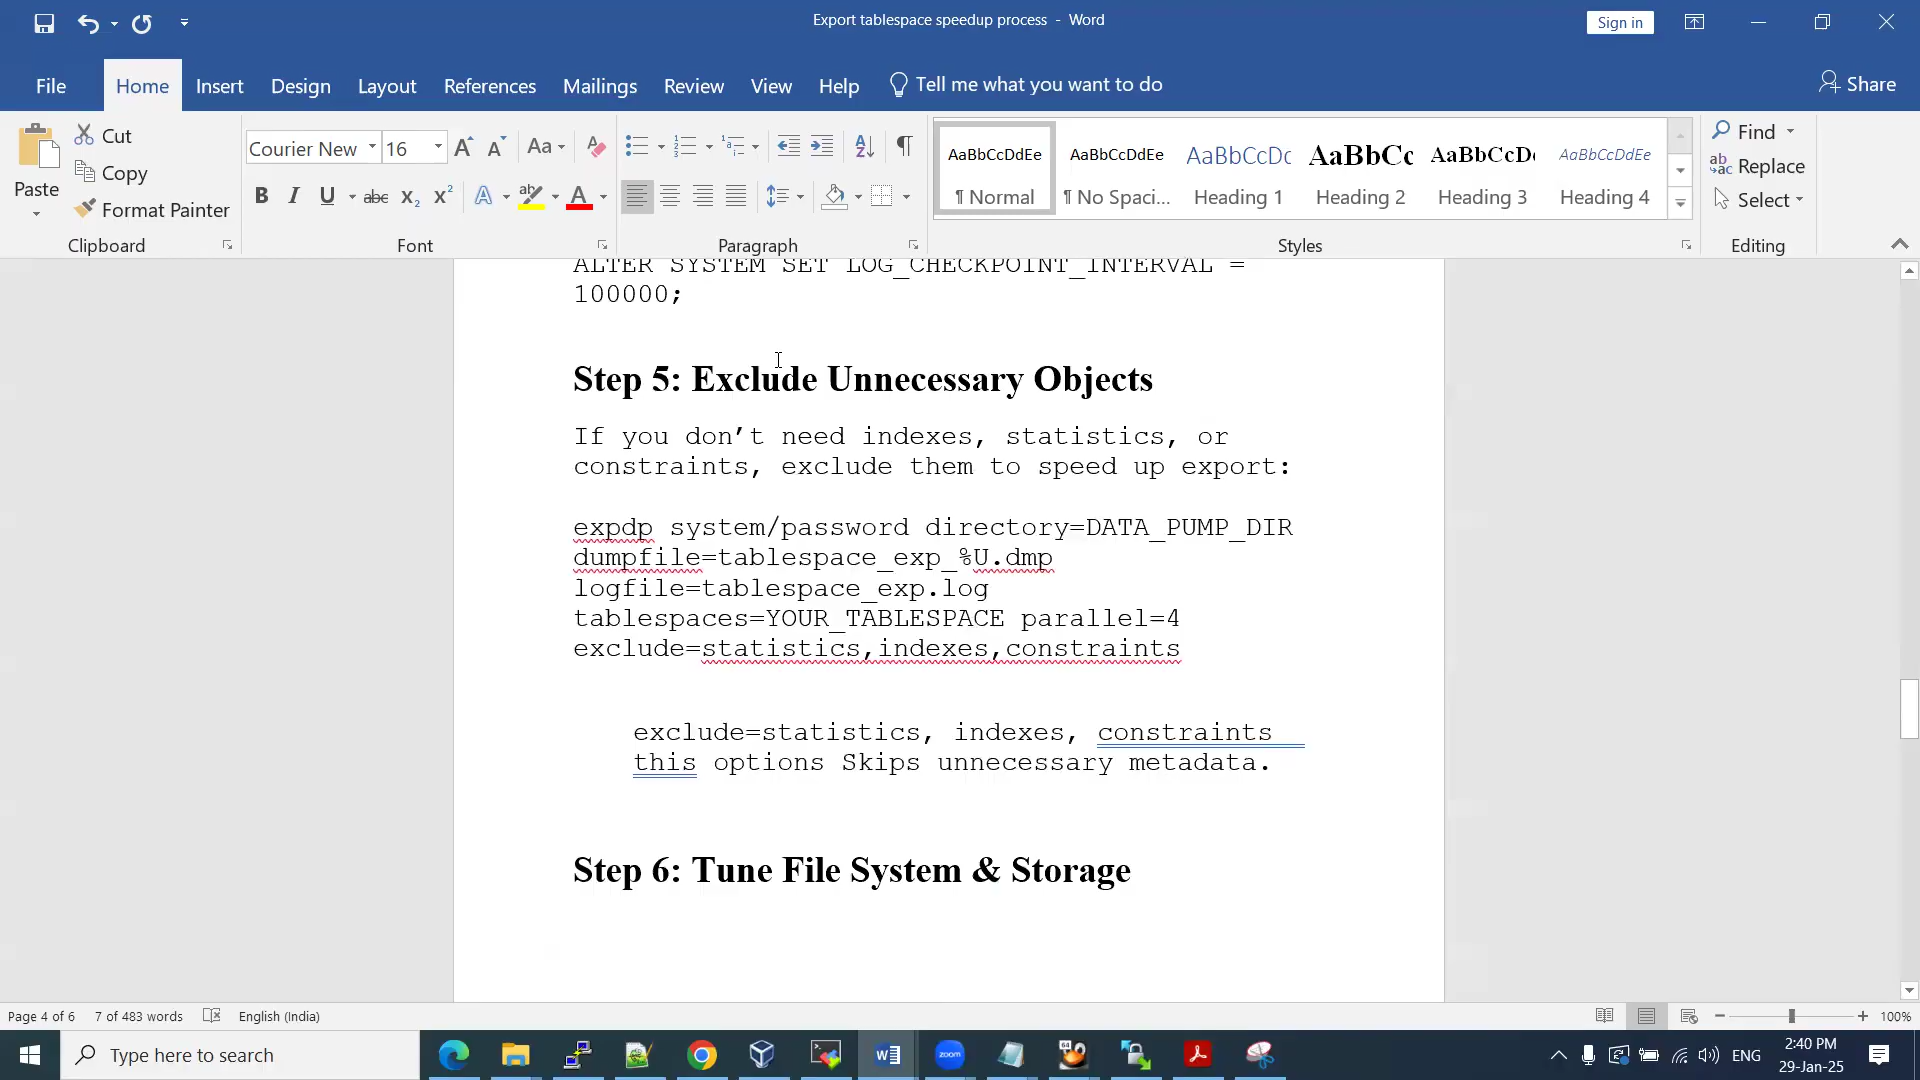 Export tablespace speedup process - Word
Sign in
File Home Insert Design Layout References Mailings Review View Help Tell me what you want to do Share
Paste
Cut
Copy
Format Painter
Clipboard
Courier New 16
Font
Paragraph
AaBbCcDdEe AaBbCcDdEe AaBbCcDc AaBbCc AaBbCcDc AaBbCcDdEe
¶ Normal ¶ No Spaci... Heading 1 Heading 2 Heading 3 Heading 4
Styles
Find
Replace
Select
Editing
ALTER SYSTEM SET LOG_CHECKPOINT_INTERVAL =
100000;
Step 5: Exclude Unnecessary Objects
If you don’t need indexes, statistics, or
constraints, exclude them to speed up export:
expdp system/password directory=DATA_PUMP_DIR
dumpfile=tablespace_exp_%U.dmp
logfile=tablespace_exp.log
tablespaces=YOUR_TABLESPACE parallel=4
exclude=statistics,indexes,constraints
exclude=statistics, indexes, constraints
this options Skips unnecessary metadata.
Step 6: Tune File System & Storage
Page 4 of 6 7 of 483 words English (India) 100%
Type here to search
zoom
ENG
2:40 PM
29-Jan-25